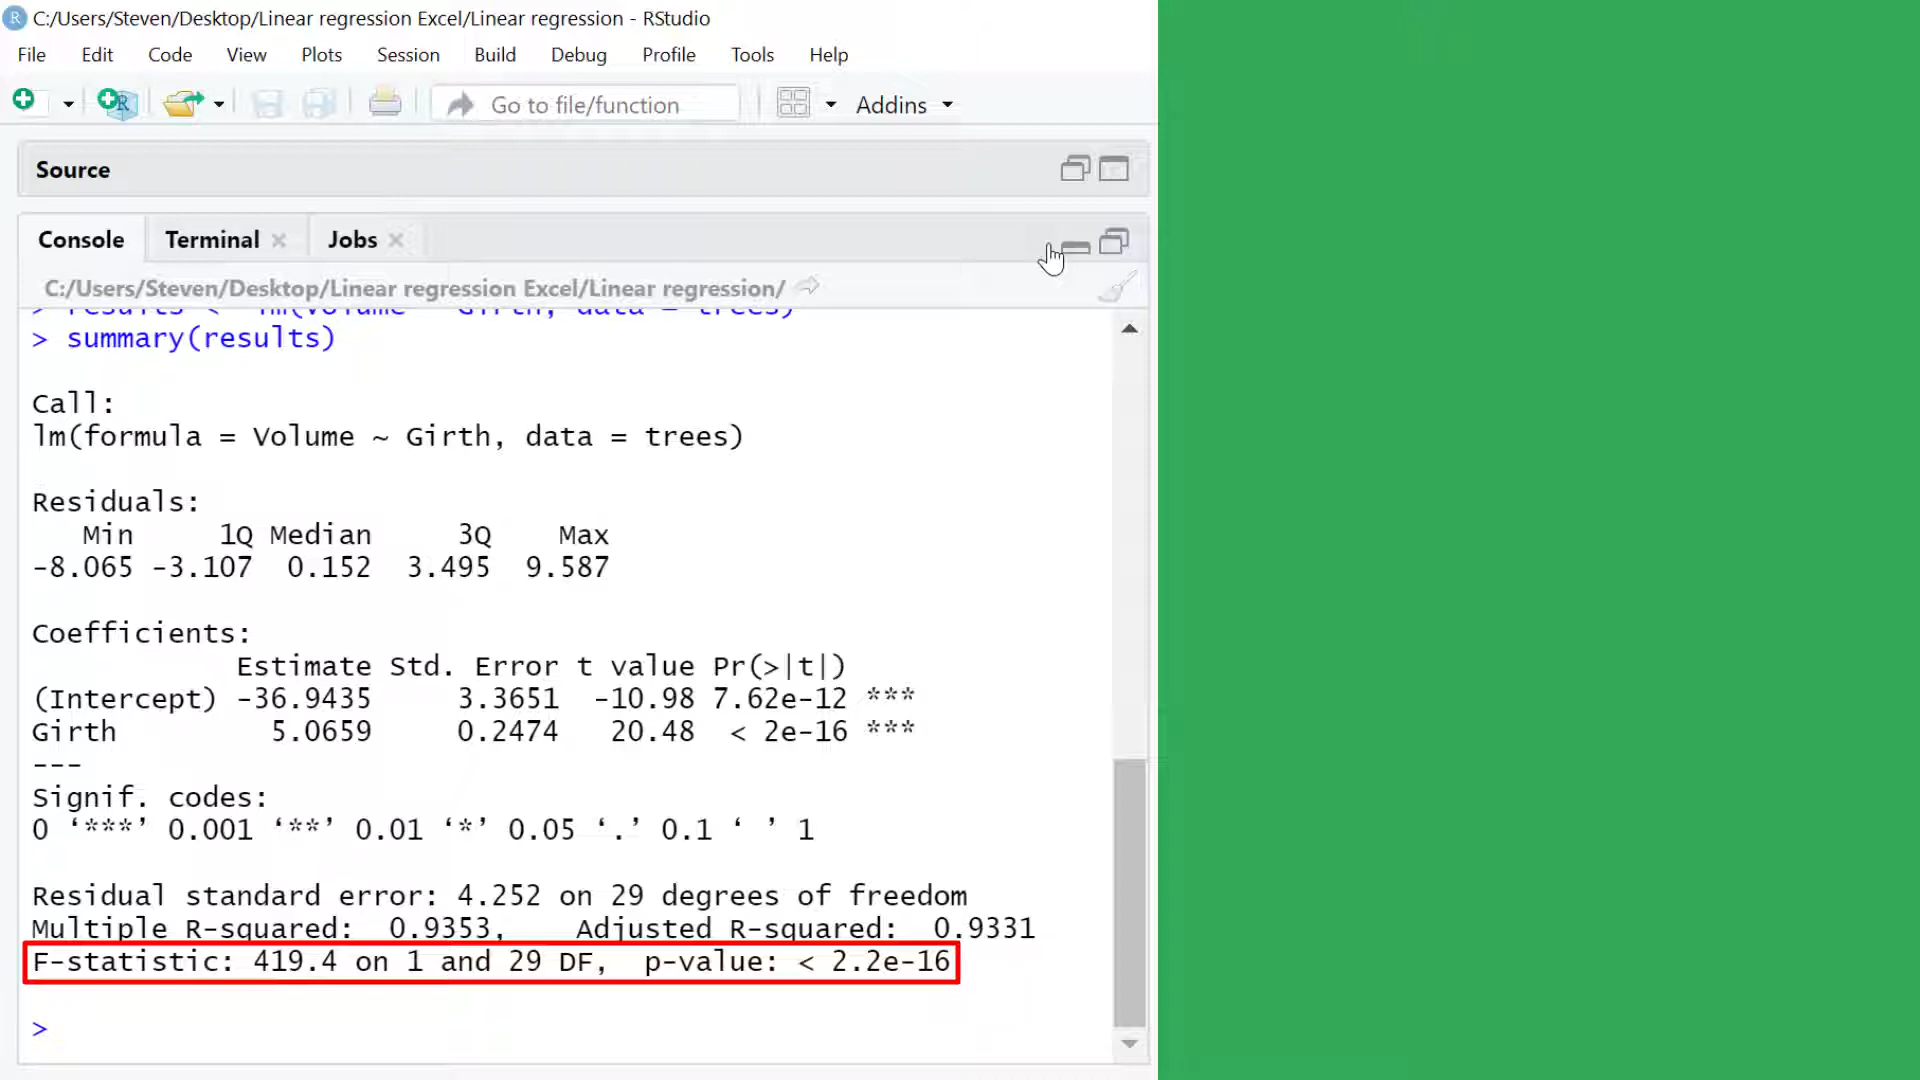 C:/Users/Steven/Desktop/Linear regression Excel/Linear regression - RStudio
File Edit Code View Plots Session Build Debug Profile Tools Help
Go to file/function Addins
Source
Console Terminal Jobs
C:/Users/Steven/Desktop/Linear regression Excel/Linear regression/
> results <- lm(Volume ~ Girth, data = trees)
> summary(results)
Call:
lm(formula = Volume ~ Girth, data = trees)
Residuals:
Min 1Q Median 3Q Max
-8.065 -3.107 0.152 3.495 9.587
Coefficients:
Estimate Std. Error t value Pr(>|t|)
(Intercept) -36.9435 3.3651 -10.98 7.62e-12 ***
Girth 5.0659 0.2474 20.48 < 2e-16 ***
---
Signif. codes:
0 ‘***’ 0.001 ‘**’ 0.01 ‘*’ 0.05 ‘.’ 0.1 ‘ ’ 1
Residual standard error: 4.252 on 29 degrees of freedom
Multiple R-squared: 0.9353, Adjusted R-squared: 0.9331
F-statistic: 419.4 on 1 and 29 DF, p-value: < 2.2e-16
>